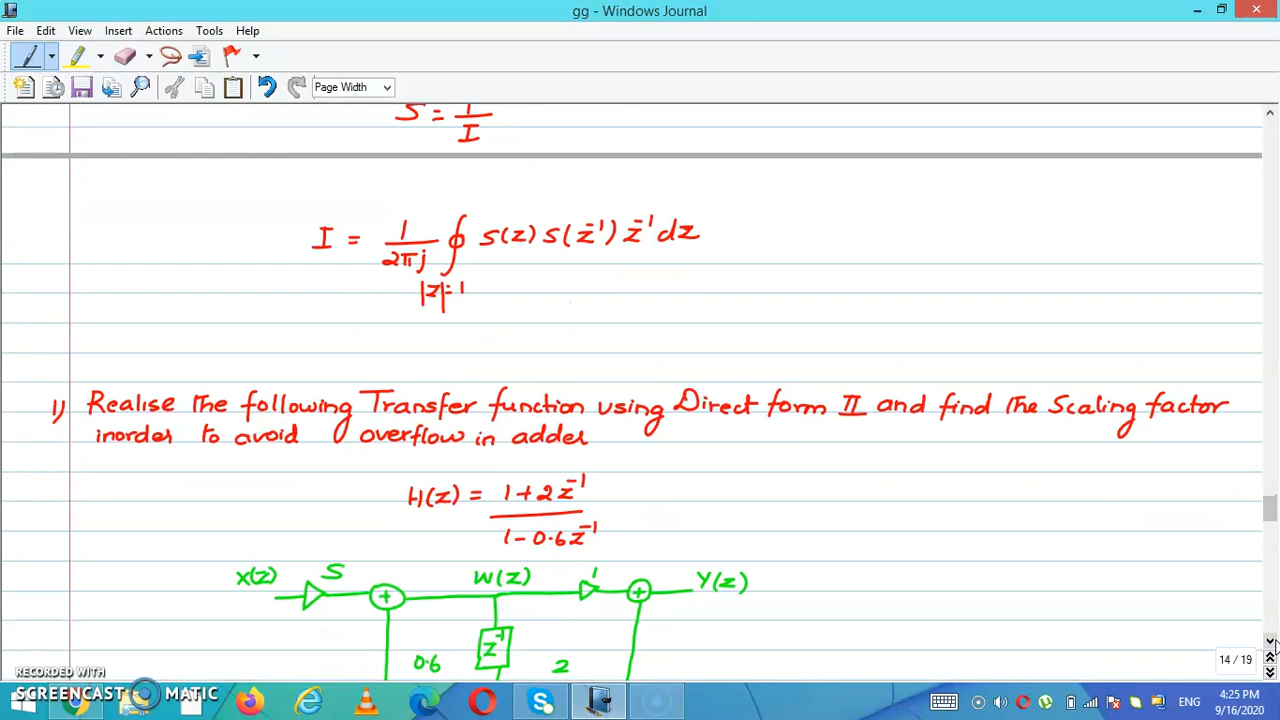 gg - Windows Journal
File Edit View Insert Actions Tools Help
Page Width
S = 1/I
I = 1/2πj ∮ S(z) S(z⁻¹) z⁻¹ dz
|z|=1
1) Realise the following Transfer function using Direct form II and find the Scaling factor
inorder to avoid overflow in adder
H(z) = 1+2z⁻¹
1-0.6z⁻¹
X(z) S + W(z) 1 + Y(z)
z⁻¹
0.6 2
14 / 19
RECORDED WITH
SCREENCAST MATIC
ENG
4:25 PM
9/16/2020